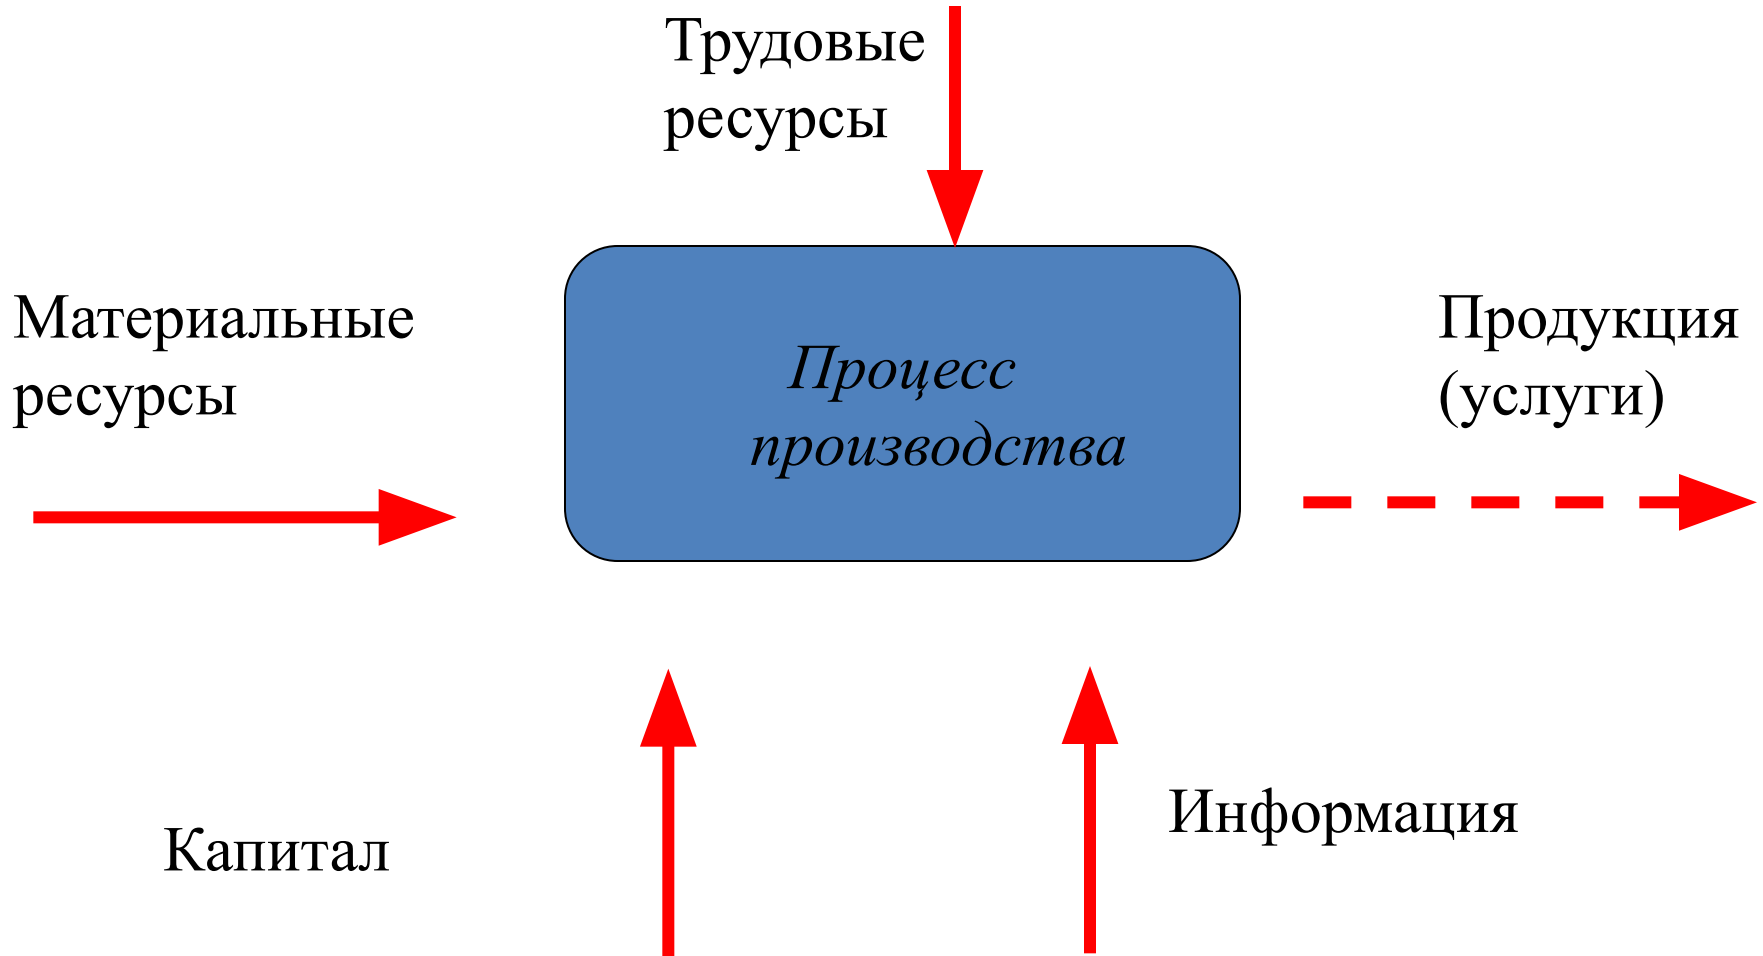 Трудовые
ресурсы
Материальные
ресурсы
Процесс
производства
Продукция
(услуги)
Капитал
Информация